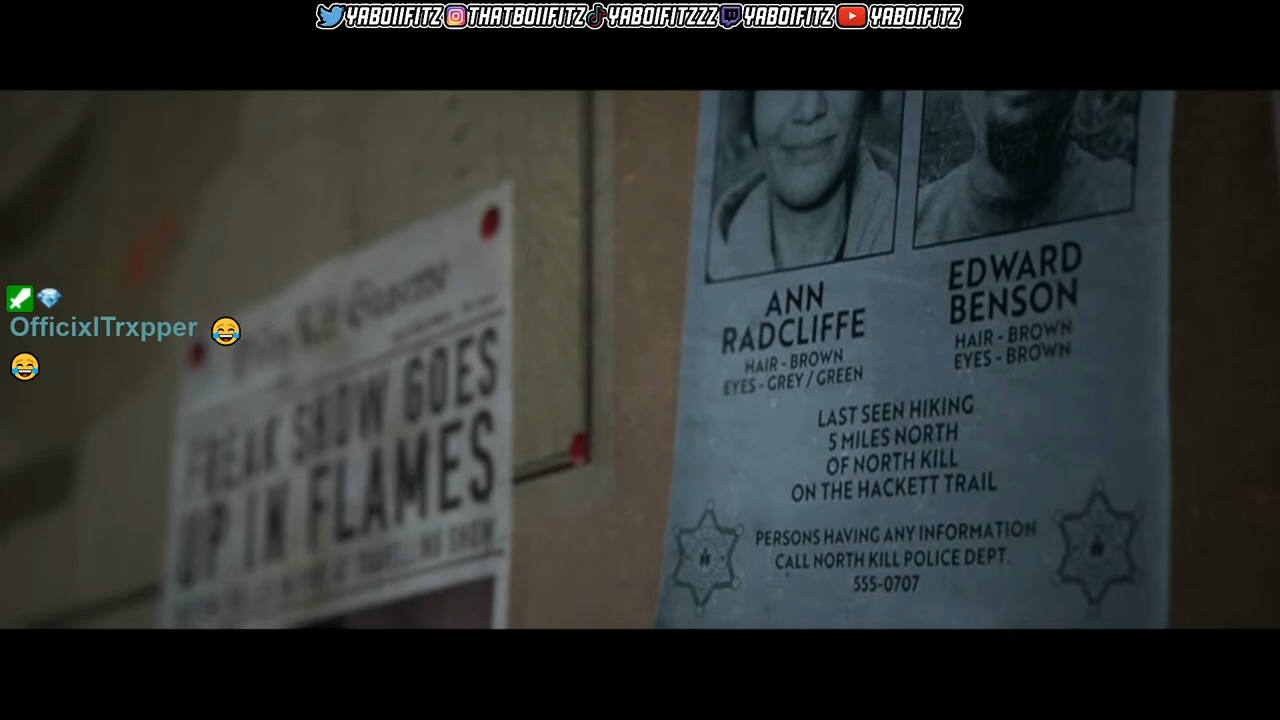 YABOIIFITZ THATBOIIFITZ YABOIFITZZZ YABOIFITZ YABOIFITZ
OfficixlTrxpper
FREAK SHOW GOES
UP IN FLAMES
ANN
RADCLIFFE
HAIR - BROWN
EYES - GREY / GREEN
EDWARD
BENSON
HAIR - BROWN
EYES - BROWN
LAST SEEN HIKING
5 MILES NORTH
OF NORTH KILL
ON THE HACKETT TRAIL
PERSONS HAVING ANY INFORMATION
CALL NORTH KILL POLICE DEPT.
555-0707